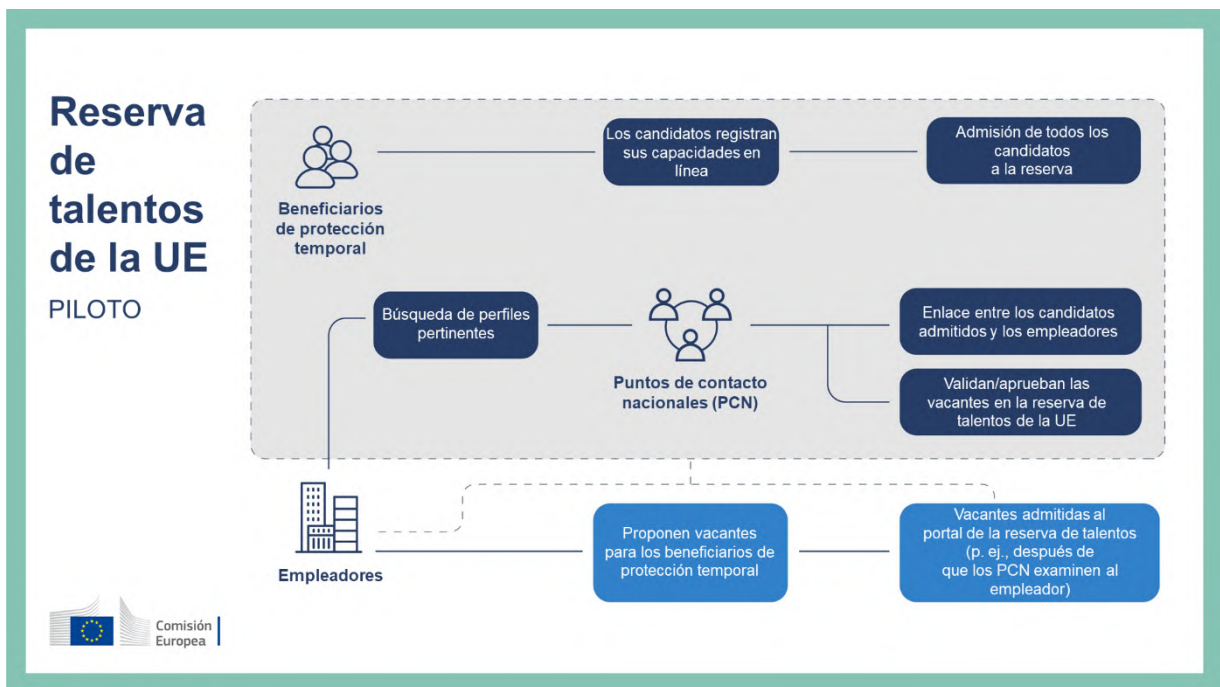 Reserva
de
talentos
de la UE
PILOTO
Beneficiarios
de protección
temporal
Los candidatos registran
sus capacidades en
línea
Admisión de todos los
candidatos
a la reserva
Búsqueda de perfiles
pertinentes
Puntos de contacto
nacionales (PCN)
Enlace entre los candidatos
admitidos y los empleadores
Validan/aprueban las
vacantes en la reserva de
talentos de la UE
Empleadores
Proponen vacantes
para los beneficiarios de
protección temporal
Vacantes admitidas al
portal de la reserva de talentos
(p. ej., después de
que los PCN examinen al
empleador)
Comisión
Europea